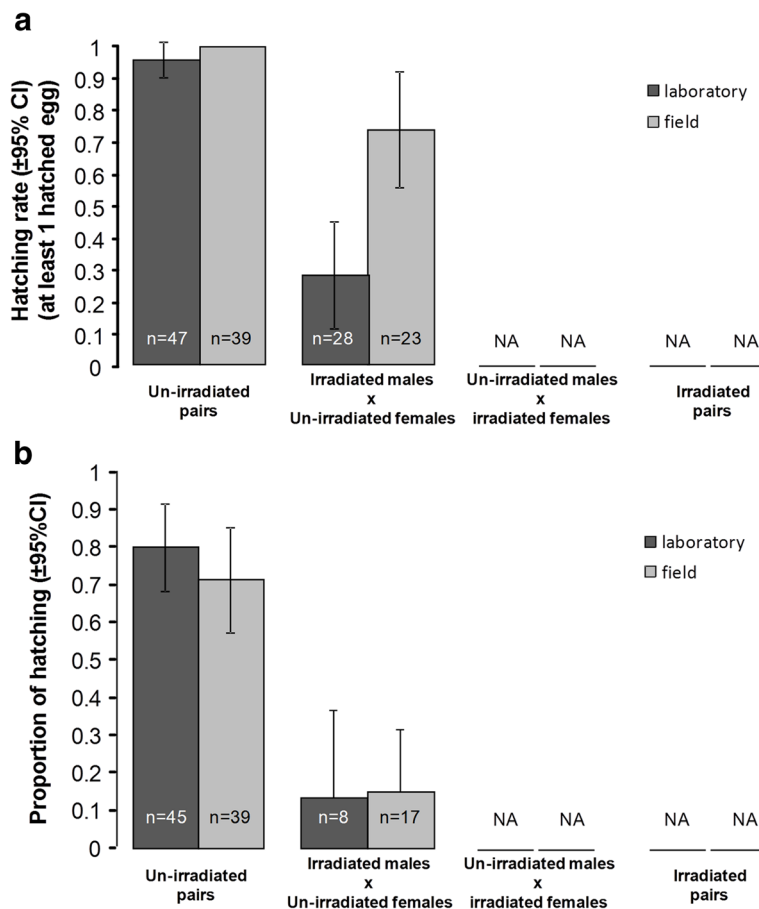 a
Hatching rate (±95% CI)
(at least 1 hatched egg)
1
0.9
0.8
0.7
0.6
0.5
0.4
0.3
0.2
0.1
0
laboratory
field
n=47
n=39
n=28
n=23
NA
NA
NA
NA
Un-irradiated
pairs
Irradiated males
x
Un-irradiated females
Un-irradiated males
x
irradiated females
Irradiated
pairs
b
Proportion of hatching (±95%CI)
1
0.9
0.8
0.7
0.6
0.5
0.4
0.3
0.2
0.1
0
laboratory
field
n=45
n=39
n=8
n=17
NA
NA
NA
NA
Un-irradiated
pairs
Irradiated males
x
Un-irradiated females
Un-irradiated males
x
irradiated females
Irradiated
pairs